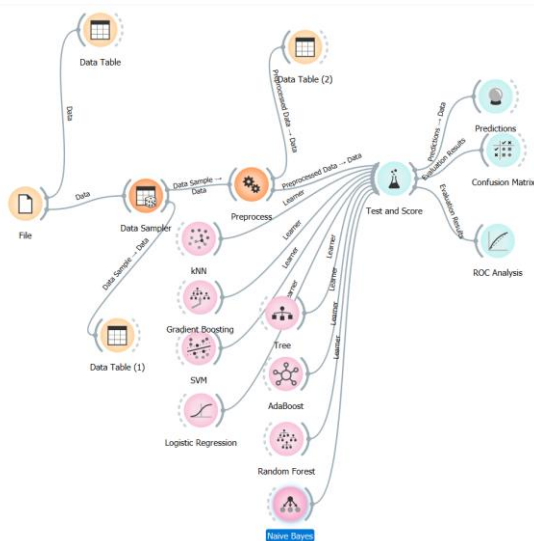 Data Table
Data Table (2)
Data
Preprocessed Data → Data
Predictions → Data
Predictions
Evaluation Results
Confusion Matrix
File
Data
Data Sampler
Data Sample →
Data
Preprocess
Preprocessed Data → Data
Test and Score
Evaluation Results
ROC Analysis
Data Sample → Data
Data Table (1)
Learner
kNN
Learner
Gradient Boosting
Learner
SVM
Learner
Logistic Regression
Learner
Tree
Learner
AdaBoost
Learner
Random Forest
Learner
Naive Bayes